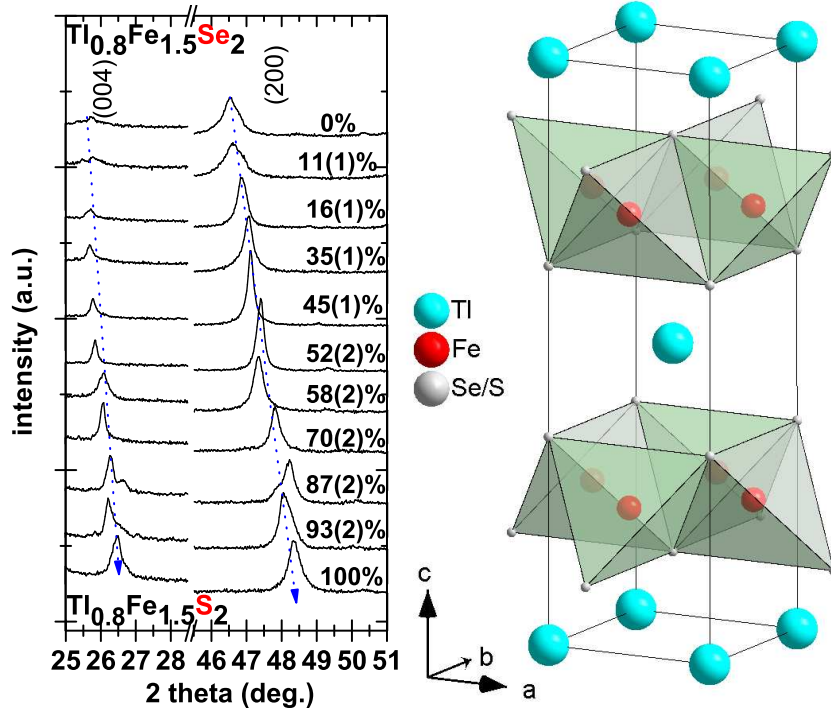 Tl0.8Fe1.5Se2
(004)
(200)
0%
11(1)%
16(1)%
35(1)%
45(1)%
52(2)%
58(2)%
70(2)%
87(2)%
93(2)%
100%
Tl0.8Fe1.5S2
25 26 27 28 46 47 48 49 50 51
2 theta (deg.)
intensity (a.u.)
Tl
Fe
Se/S
c
b
a